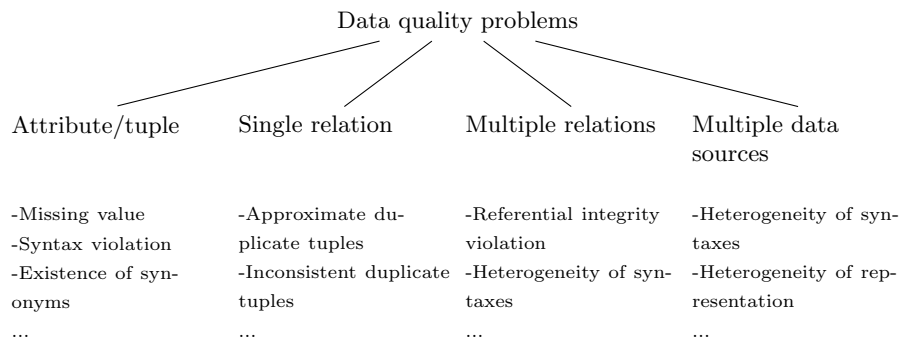 Data quality problems
Attribute/tuple
Single relation
Multiple relations
Multiple data
sources
-Missing value
-Syntax violation
-Existence of syn-
onyms
...
-Approximate du-
plicate tuples
-Inconsistent duplicate
tuples
...
-Referential integrity
violation
-Heterogeneity of syn-
taxes
...
-Heterogeneity of syn-
taxes
-Heterogeneity of rep-
resentation
...